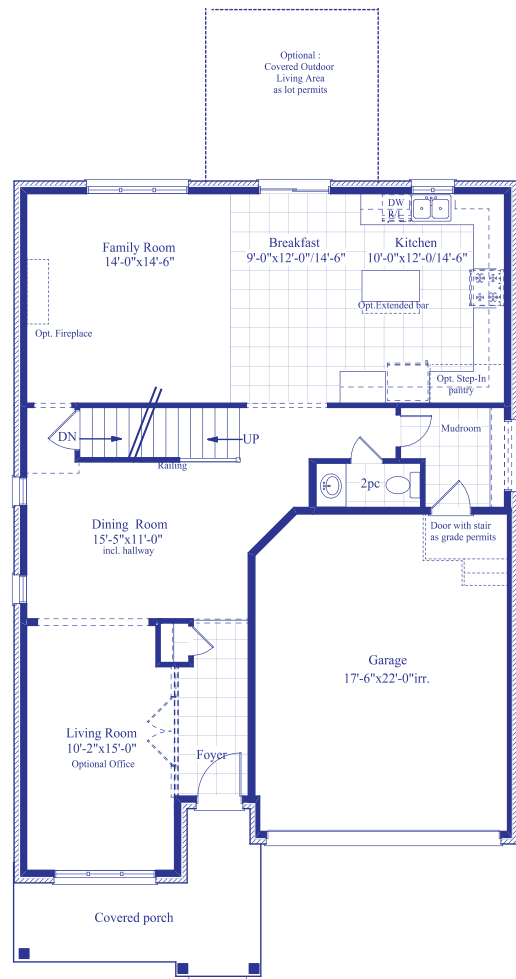 Optional :
Covered Outdoor
Living Area
as lot permits
DW
R/I
Family Room
14'-0"x14'-6"
Breakfast
9'-0"x12'-0/14'-6"
Kitchen
10'-0"x12'-0/14'-6"
Opt.Extended bar
Opt. Fireplace
Opt. Step-In
pantry
DN
UP
Railing
Mudroom
2pc
Dining Room
15'-5"x11'-0"
incl. hallway
Door with stair
as grade permits
Garage
17'-6"x22'-0"irr.
Living Room
10'-2"x15'-0"
Optional Office
Foyer
Covered porch